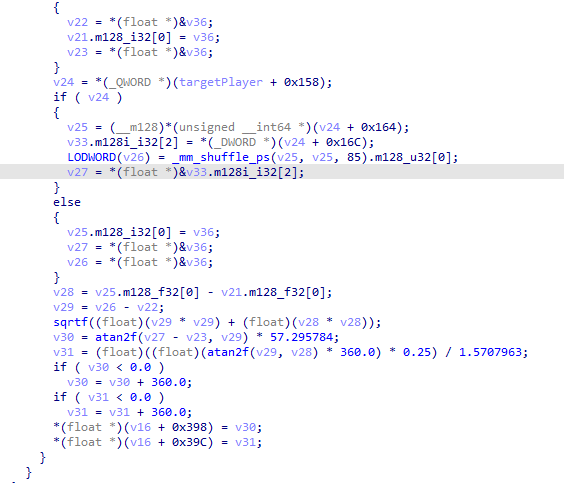 {
v22 = *(float *)&v36;
v21.m128_i32[0] = v36;
v23 = *(float *)&v36;
}
v24 = *(_QWORD *)(targetPlayer + 0x158);
if ( v24 )
{
v25 = (__m128)*(unsigned __int64 *)(v24 + 0x164);
v33.m128i_i32[2] = *(_DWORD *)(v24 + 0x16C);
LODWORD(v26) = _mm_shuffle_ps(v25, v25, 85).m128_u32[0];
v27 = *(float *)&v33.m128i_i32[2];
}
else
{
v25.m128_i32[0] = v36;
v27 = *(float *)&v36;
v26 = *(float *)&v36;
}
v28 = v25.m128_f32[0] - v21.m128_f32[0];
v29 = v26 - v22;
sqrtf((float)(v29 * v29) + (float)(v28 * v28));
v30 = atan2f(v27 - v23, v29) * 57.295784;
v31 = (float)((float)(atan2f(v29, v28) * 360.0) * 0.25) / 1.5707963;
if ( v30 < 0.0 )
v30 = v30 + 360.0;
if ( v31 < 0.0 )
v31 = v31 + 360.0;
*(float *)(v16 + 0x398) = v30;
*(float *)(v16 + 0x39C) = v31;
}
}